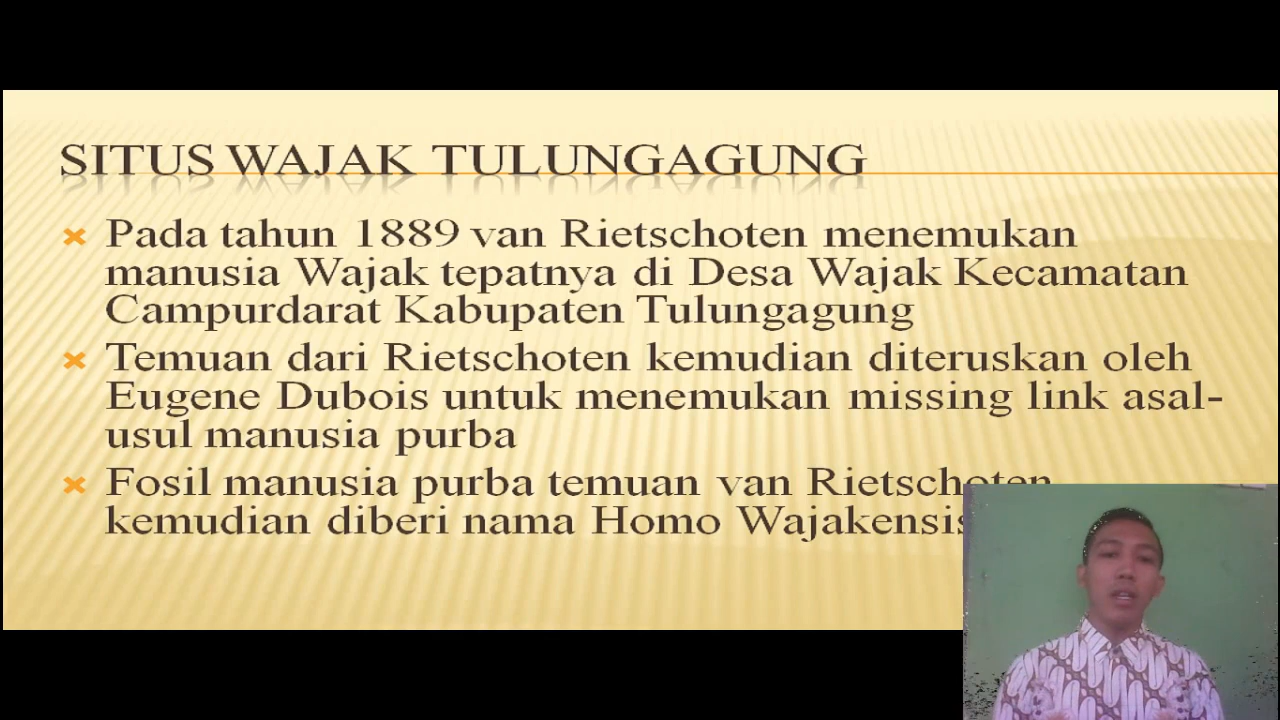 SITUS WAJAK TULUNGAGUNG
Pada tahun 1889 van Rietschoten menemukan
manusia Wajak tepatnya di Desa Wajak Kecamatan
Campurdarat Kabupaten Tulungagung
Temuan dari Rietschoten kemudian diteruskan oleh
Eugene Dubois untuk menemukan missing link asal-
usul manusia purba
Fosil manusia purba temuan van Rietschoten
kemudian diberi nama Homo Wajakensis